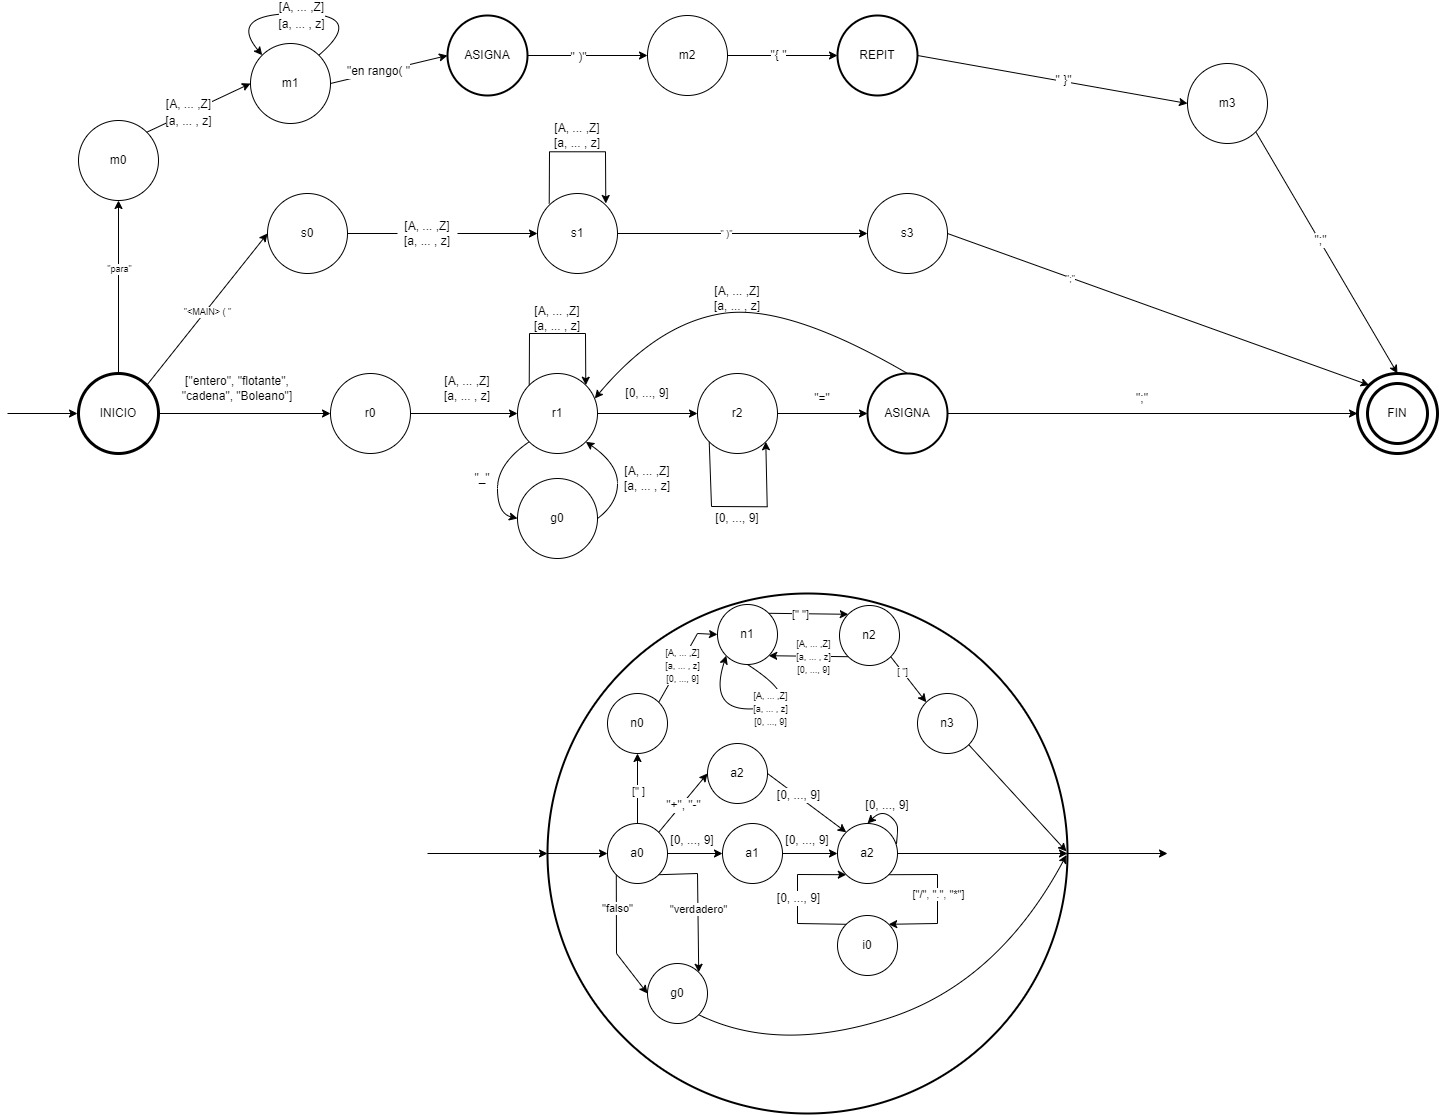 [A, ... ,Z]
[a, ... , z]
m1
"en rango( "
ASIGNA
" )"
m2
"{ "
REPIT
" }"
m3
[A, ... ,Z]
[a, ... , z]
m0
"para"
";"
[A, ... ,Z]
[a, ... , z]
s0
[A, ... ,Z]
[a, ... , z]
s1
" )"
s3
";"
"<MAIN> ( "
[A, ... ,Z]
[a, ... , z]
[A, ... ,Z]
[a, ... , z]
INICIO
["entero", "flotante",
"cadena", "Boleano"]
r0
[A, ... ,Z]
[a, ... , z]
r1
[0, ..., 9]
r2
"="
ASIGNA
";"
FIN
"_"
g0
[A, ... ,Z]
[a, ... , z]
[0, ..., 9]
n1
[" "]
n2
[A, ... ,Z]
[a, ... , z]
[0, ..., 9]
[A, ... ,Z]
[a, ... , z]
[0, ..., 9]
[ "]
[A, ... ,Z]
[a, ... , z]
[0, ..., 9]
n0
n3
[" ]
"+", "-"
a2
[0, ..., 9]
[0, ..., 9]
a0
[0, ..., 9]
a1
[0, ..., 9]
a2
"falso"
"verdadero"
[0, ..., 9]
["/", ".", "*"]
i0
g0